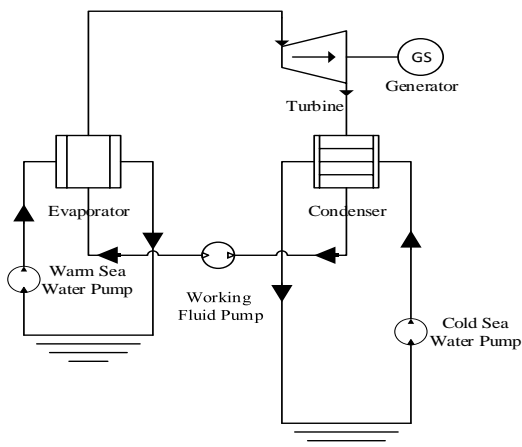 GS
Generator
Turbine
Evaporator
Condenser
Warm Sea
Water Pump
Working
Fluid Pump
Cold Sea
Water Pump